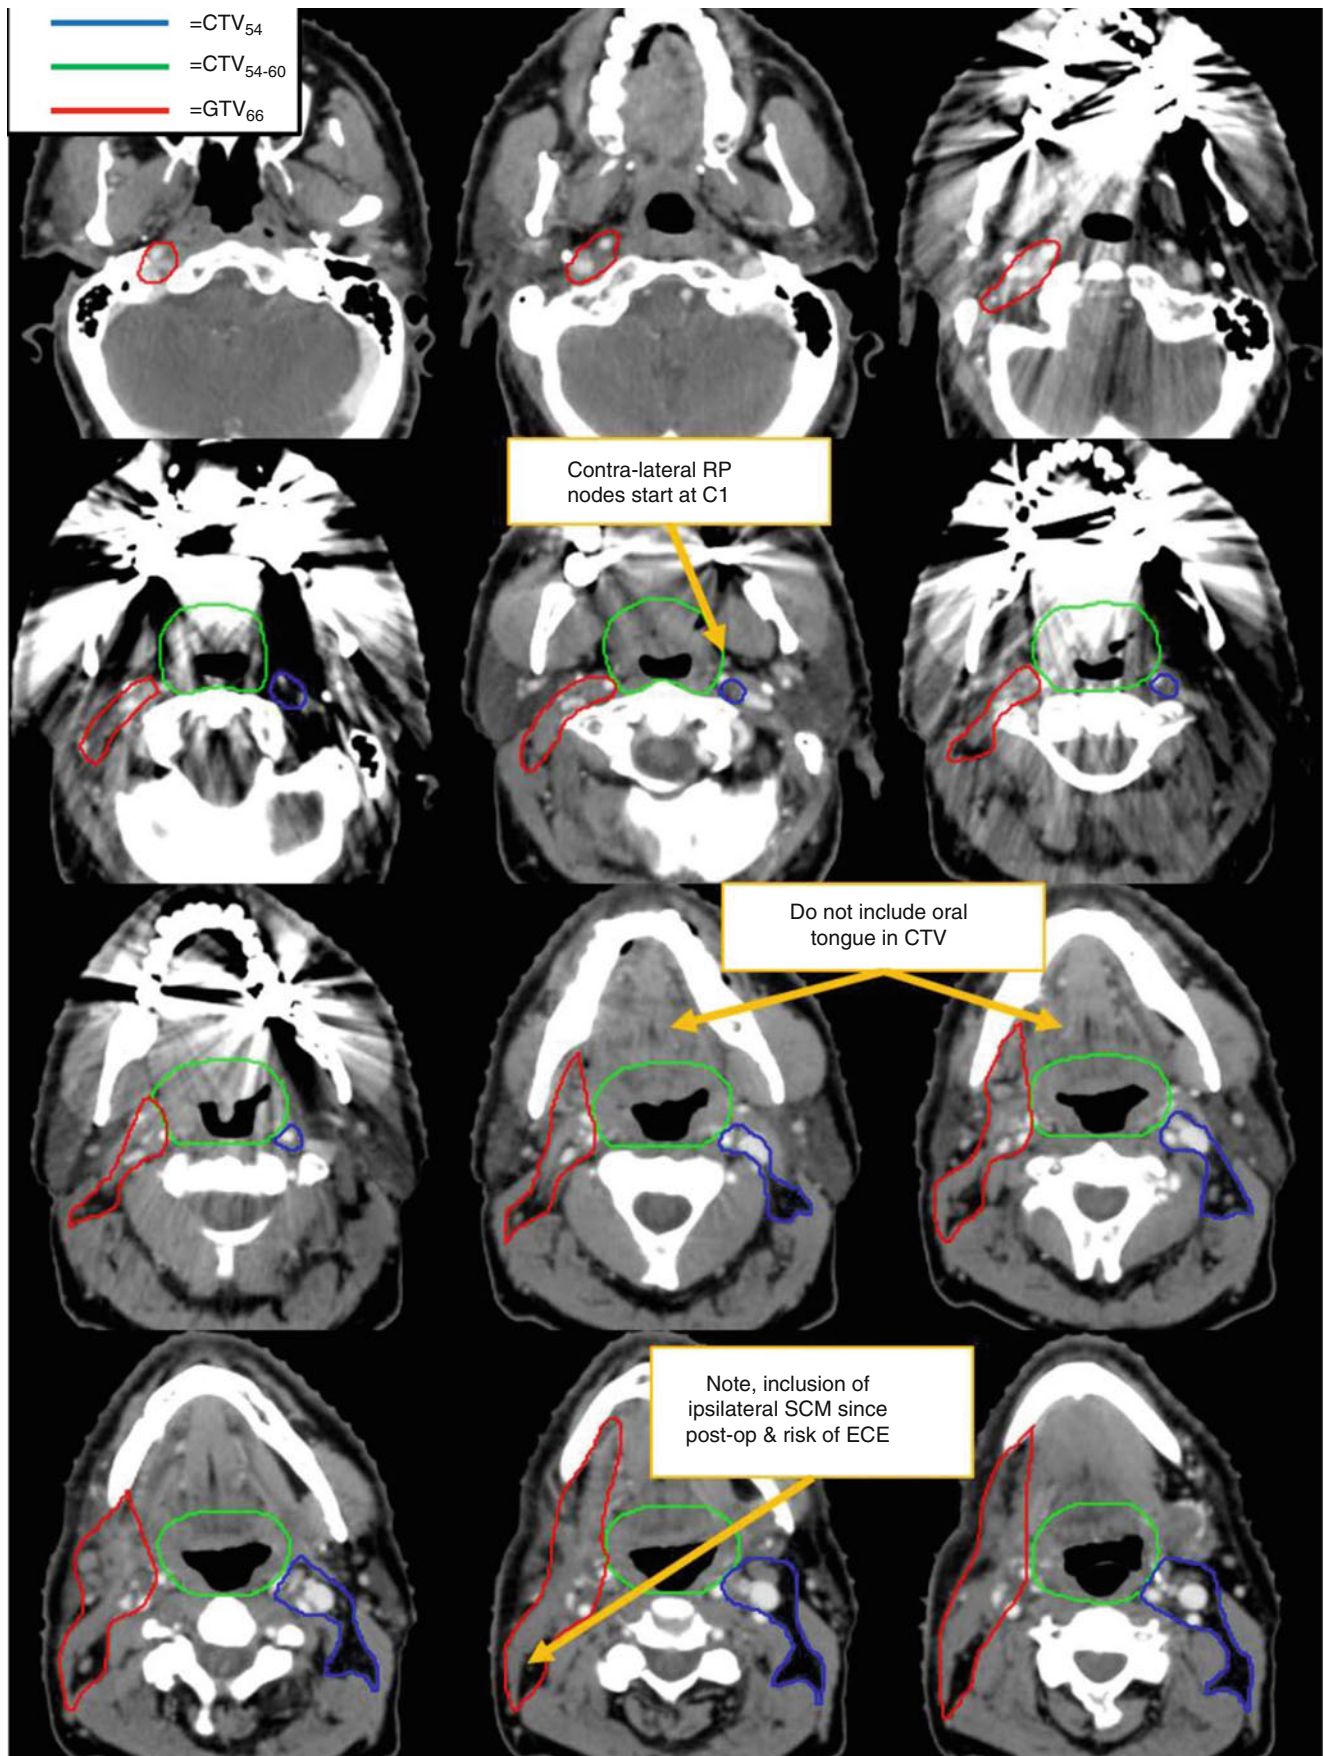 =CTV54
=CTV54-60
=GTV66
Contra-lateral RP
nodes start at C1
Do not include oral
tongue in CTV
Note, inclusion of
ipsilateral SCM since
post-op & risk of ECE